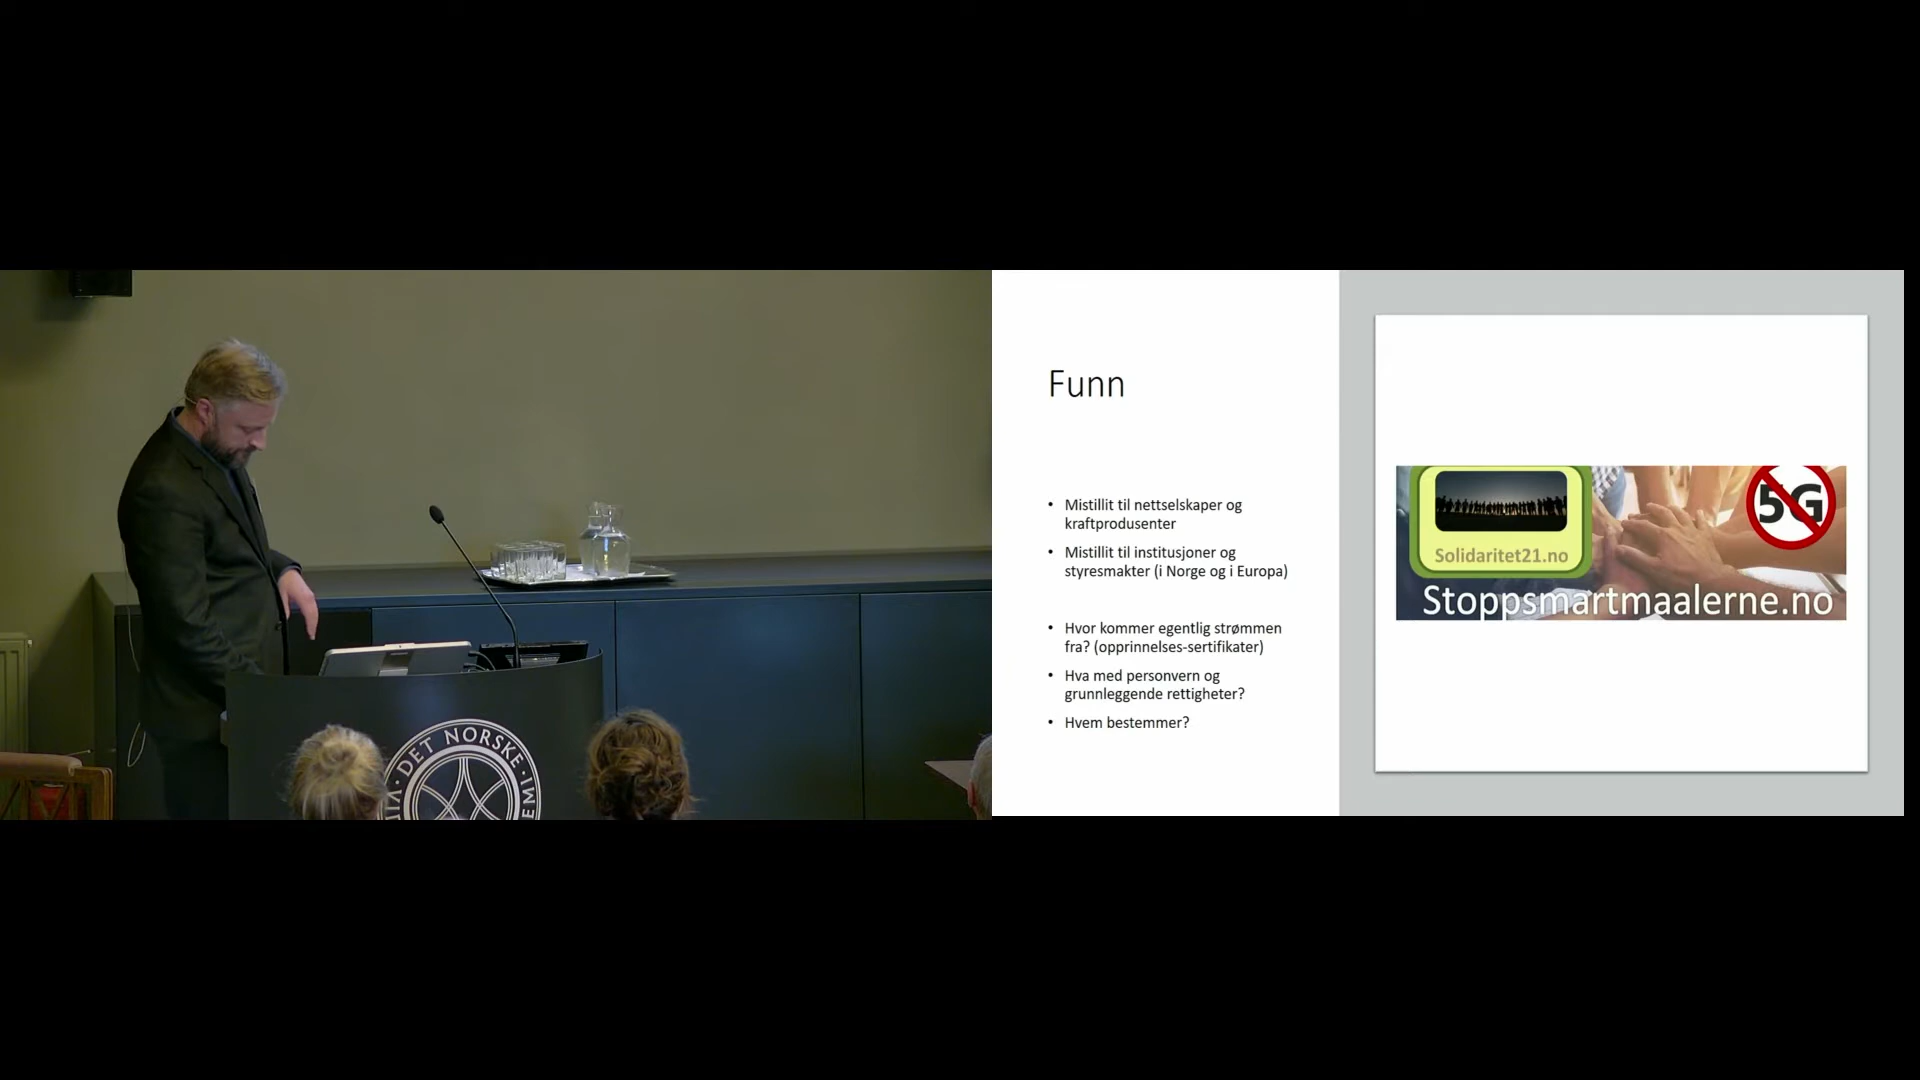 Funn
• Mistillit til nettselskaper og
kraftprodusenter
• Mistillit til institusjoner og
styresmakter (i Norge og i Europa)
• Hvor kommer egentlig strømmen
fra? (opprinnelses-sertifikater)
• Hva med personvern og
grunnleggende rettigheter?
• Hvem bestemmer?
5G
Solidaritet21.no
Stoppsmartmaalerne.no
DET NORSKE